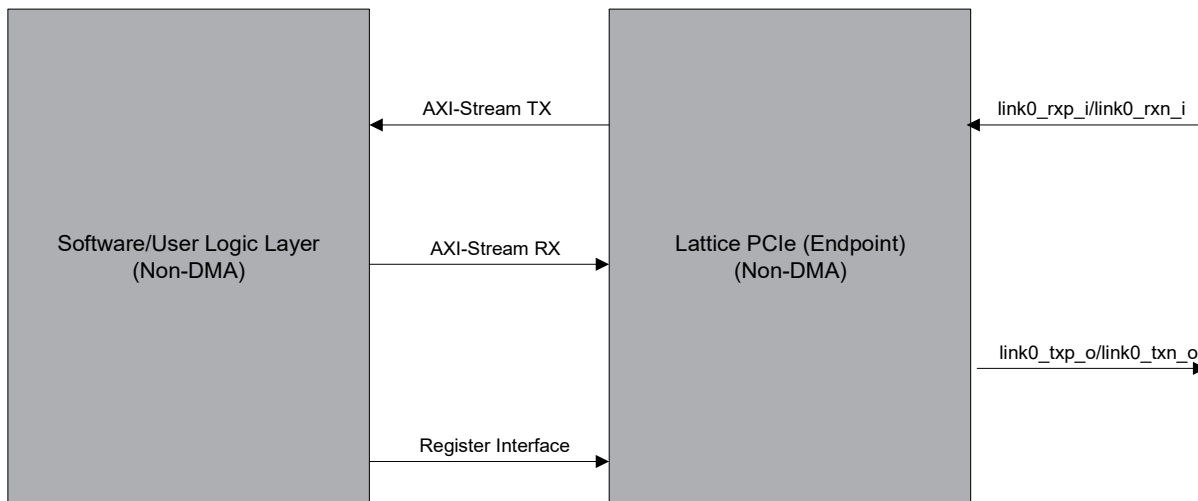 AXI-Stream TX
link0_rxp_i/link0_rxn_i
Software/User Logic Layer
(Non-DMA)
AXI-Stream RX
Lattice PCIe (Endpoint)
(Non-DMA)
link0_txp_o/link0_txn_o
Register Interface